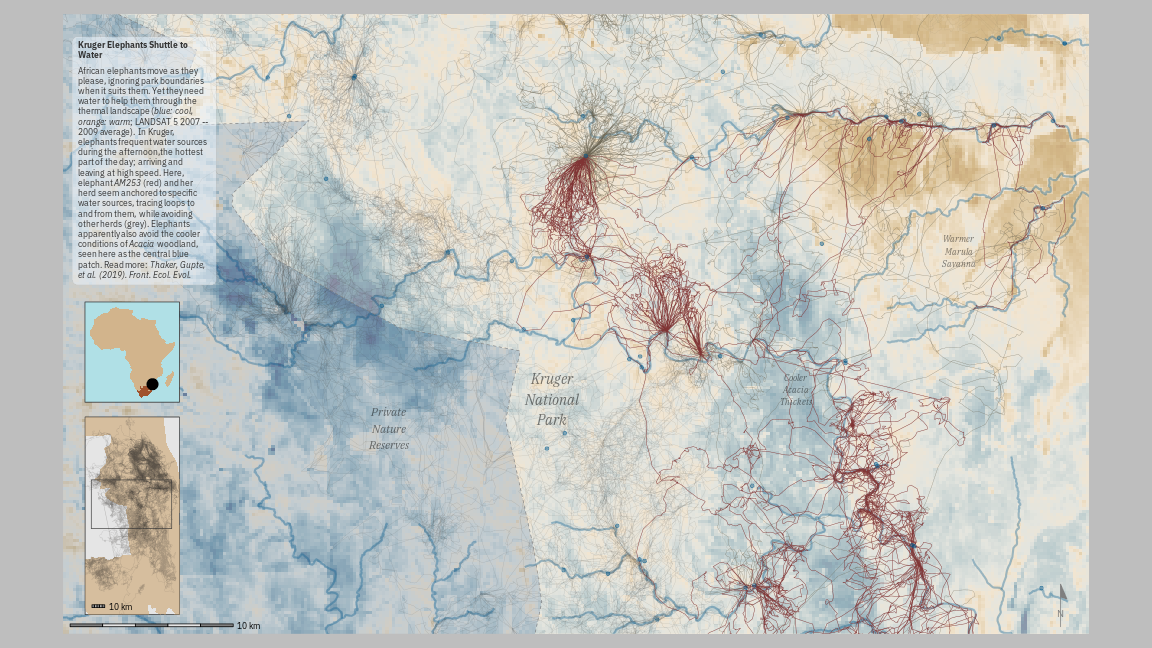 Kruger Elephants Shuttle to
Water
African elephants move as they
please, ignoring park boundaries
when it suits them. Yet they need
water to help them through the
thermal landscape (blue: cool,
orange: warm; LANDSAT 5 2007 --
2009 average). In Kruger,
elephants frequent water sources
during the afternoon,the hottest
part of the day; arriving and
leaving at high speed. Here,
elephant AM253 (red) and her
herd seem anchored to specific
water sources, tracing loops to
and from them, while avoiding
other herds (grey). Elephants
apparently also avoid the cooler
conditions of Acacia woodland,
seen here as the central blue
patch. Read more: Thaker, Gupte,
et al. (2019). Front. Ecol. Evol.
Warmer
Marula
Savanna
Kruger
National
Park
Cooler
Acacia
Thickets
Private
Nature
Reserves
10 km
10 km
N